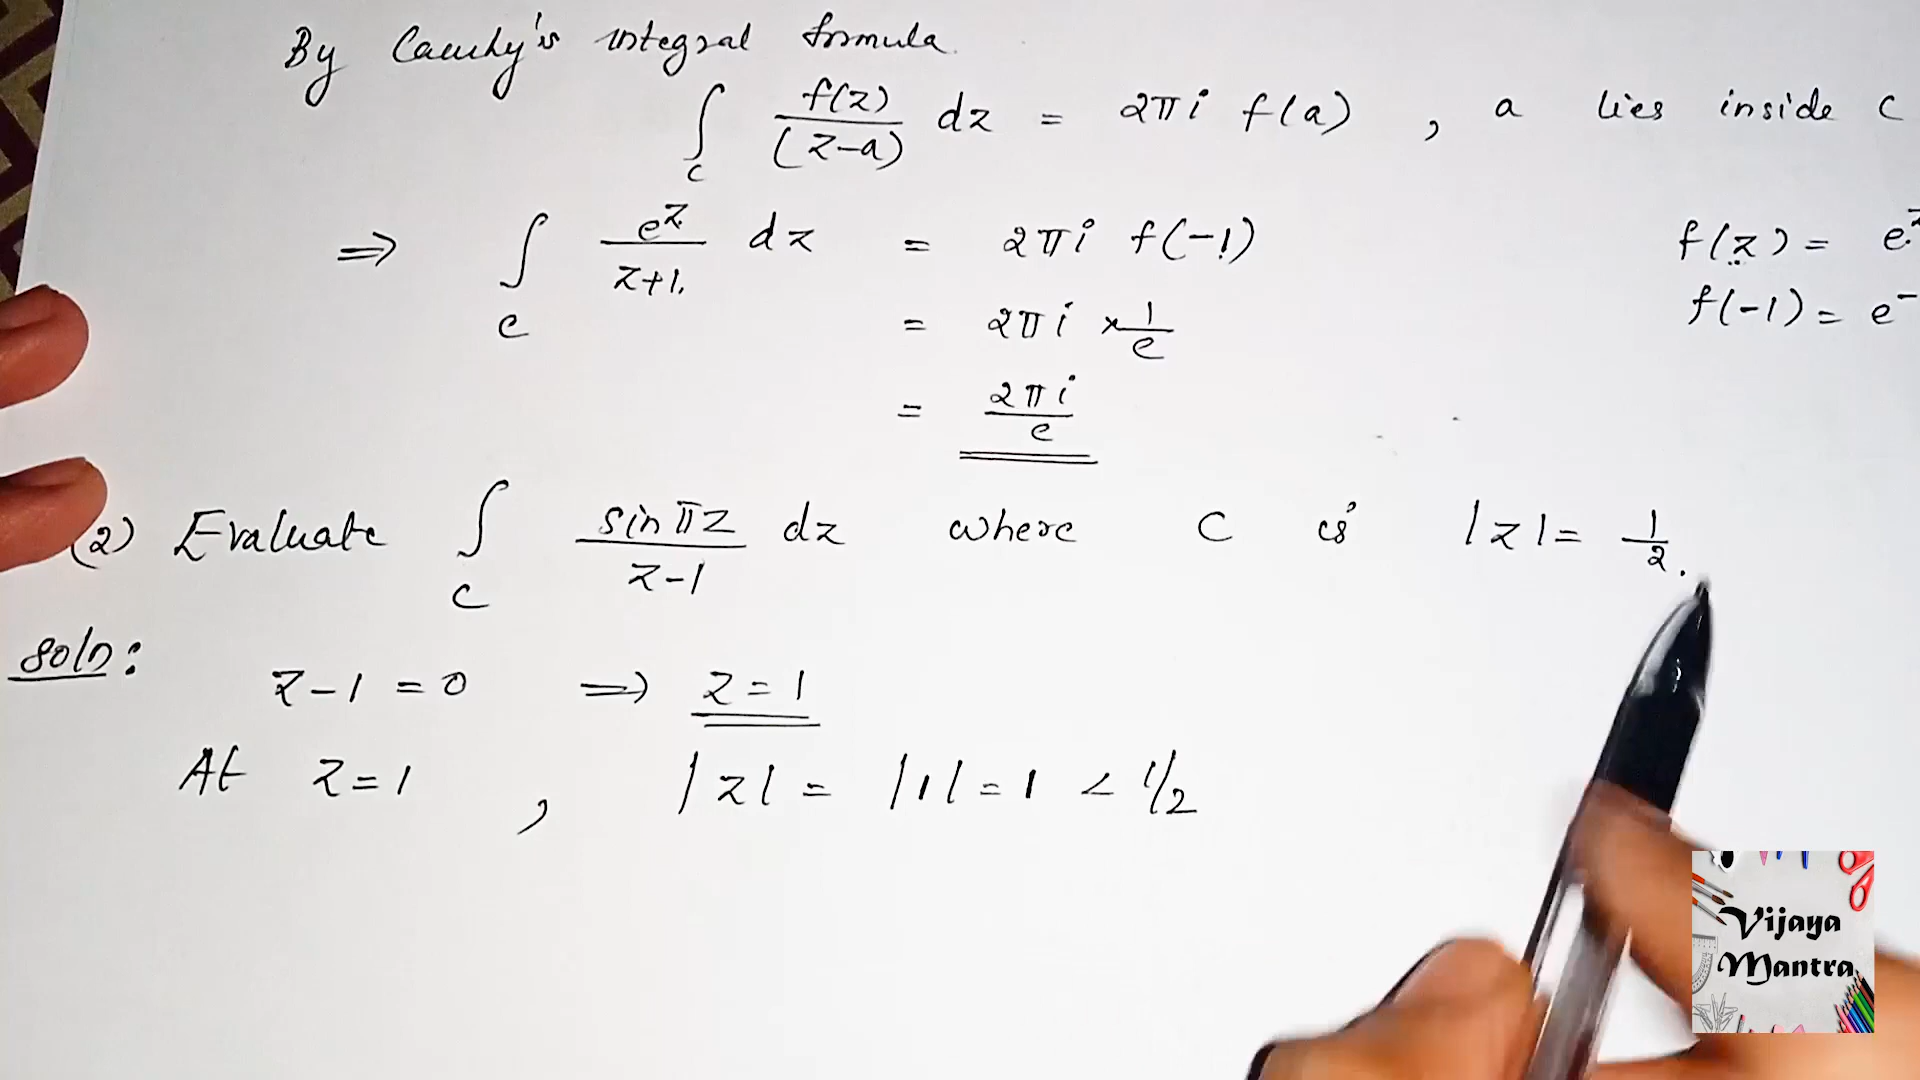 By Cauchy's integral formula.
∫_C f(z)/(z-a) dz = 2πi f(a) , a lies inside C
⇒ ∫_C e^z/z+1. dz = 2πi f(-1) f(z) = e^z
= 2πi × 1/e f(-1) = e^-
= 2πi/e
(2) Evaluate ∫_C sinπz/z-1 dz where C is |z| = 1/2.
Soln:
z-1 = 0 ⇒ z = 1
At z = 1 , |z| = |1| = 1 < 1/2
Vijaya
Mantra